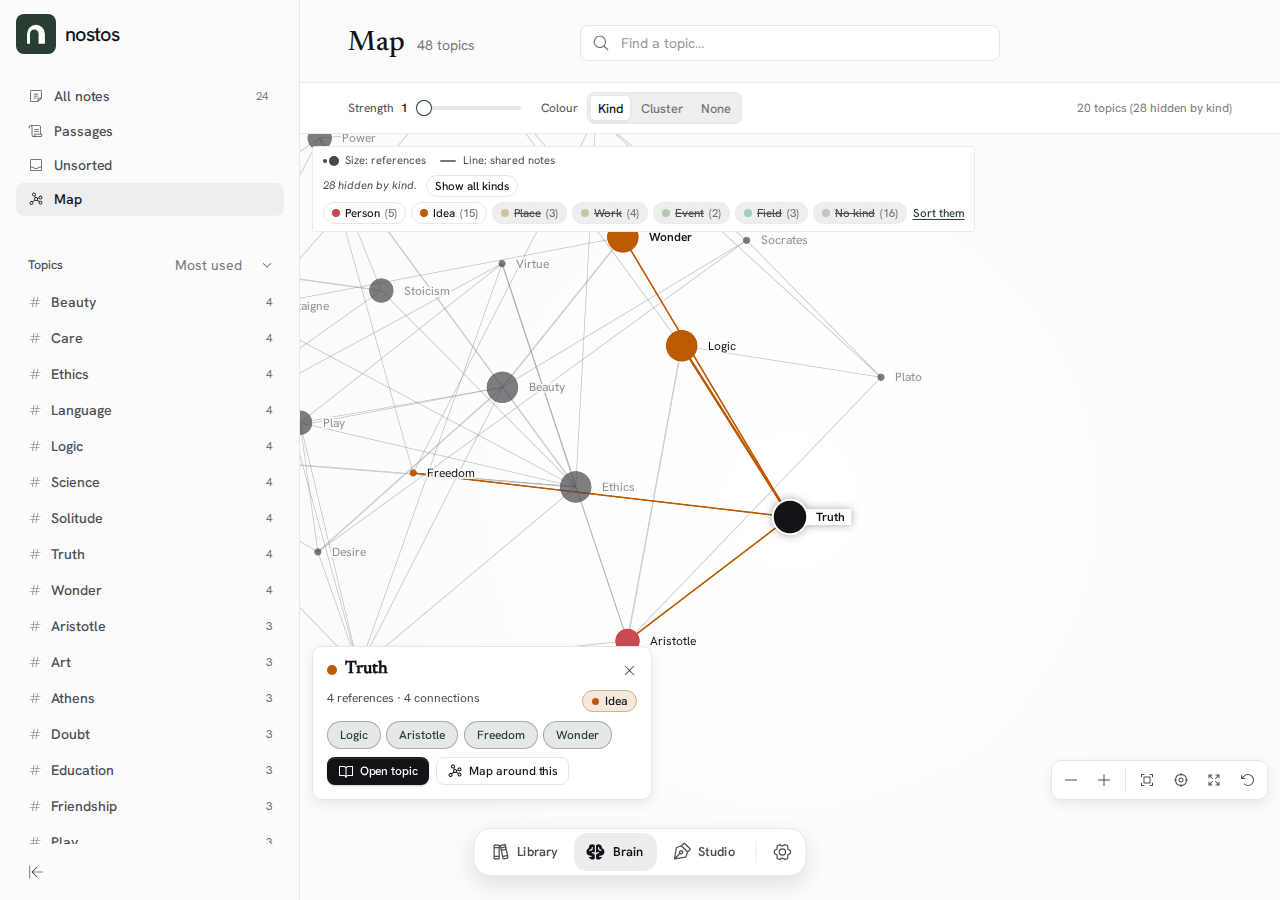 nostos
All notes 24
Passages
Unsorted
Map
Topics Most used
# Beauty 4
# Care 4
# Ethics 4
# Language 4
# Logic 4
# Science 4
# Solitude 4
# Truth 4
# Wonder 4
# Aristotle 3
# Art 3
# Athens 3
# Doubt 3
# Education 3
# Friendship 3
# Play 3
Map 48 topics
Find a topic...
Strength 1 Colour Kind Cluster None 20 topics (28 hidden by kind)
Power
Size: references Line: shared notes
28 hidden by kind. Show all kinds
Person (5) Idea (15) Place (3) Work (4) Event (2) Field (3) No kind (16) Sort them
Wonder
Socrates
Virtue
Stoicism
aigne
Logic
Plato
Beauty
Play
Freedom
Ethics
Truth
Desire
Aristotle
Truth
4 references · 4 connections Idea
Logic Aristotle Freedom Wonder
Open topic Map around this
Library Brain Studio